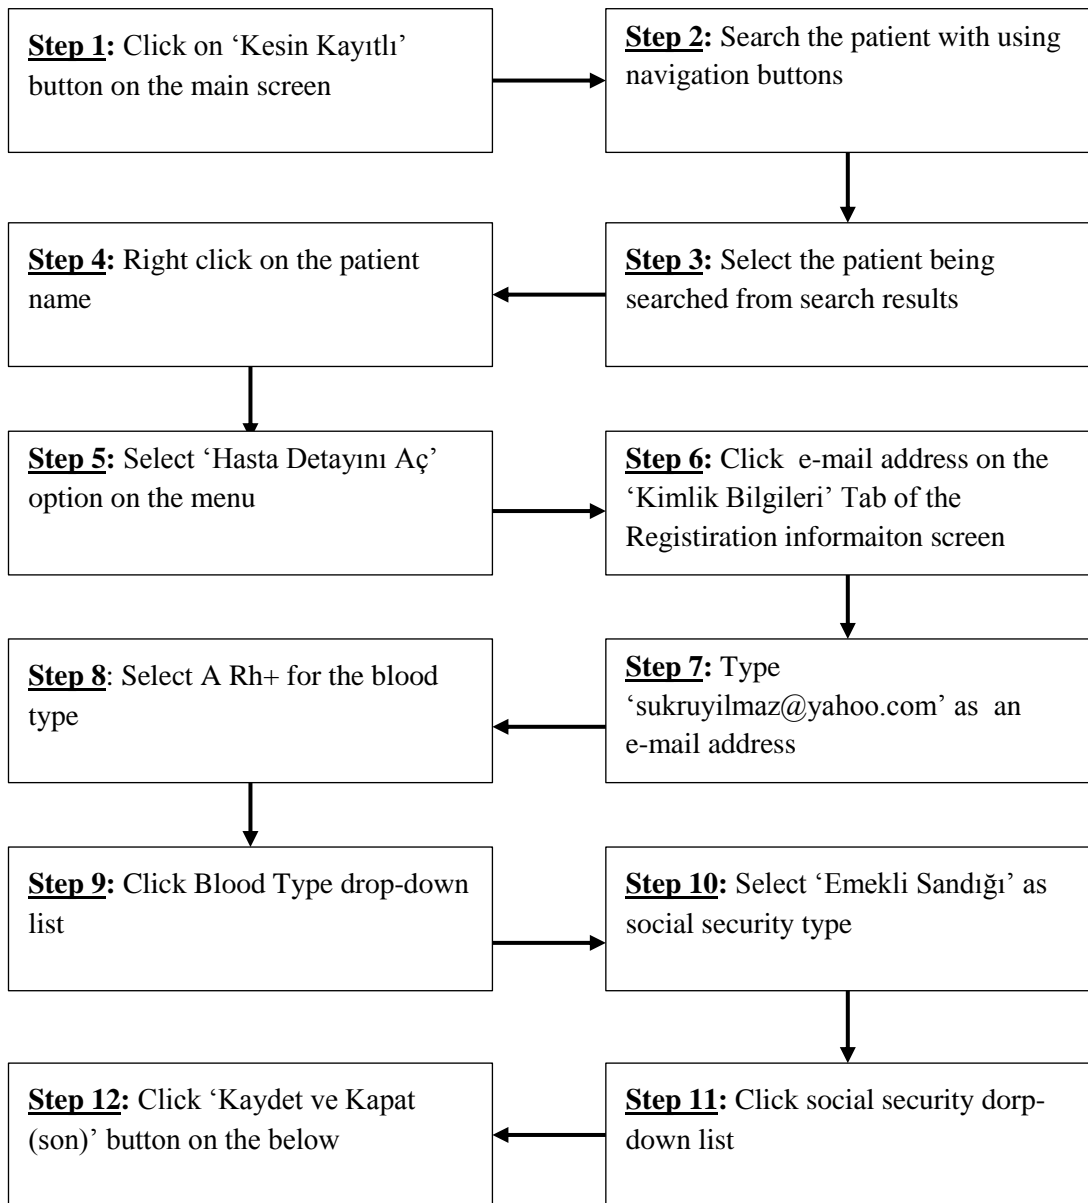 Step 1: Click on ‘Kesin Kayıtlı’
button on the main screen
Step 2: Search the patient with using
navigation buttons
Step 3: Select the patient being
searched from search results
Step 4: Right click on the patient
name
Step 5: Select ‘Hasta Detayını Aç’
option on the menu
Step 6: Click  e-mail address on the
‘Kimlik Bilgileri’ Tab of the
Registiration informaiton screen
Step 7: Type
‘sukruyilmaz@yahoo.com’ as  an
e-mail address
Step 8: Select A Rh+ for the blood
type
Step 9: Click Blood Type drop-down
list
Step 10: Select ‘Emekli Sandığı’ as
social security type
Step 11: Click social security dorp-
down list
Step 12: Click ‘Kaydet ve Kapat
(son)’ button on the below